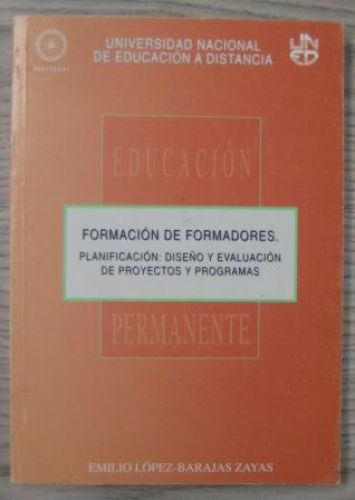 UNIVERSIDAD NACIONAL
DE EDUCACIÓN A DISTANCIA
UNED
EDUCACIÓN
FORMACIÓN DE FORMADORES.
PLANIFICACIÓN: DISEÑO Y EVALUACIÓN
DE PROYECTOS Y PROGRAMAS
PERMANENTE
EMILIO LÓPEZ-BARAJAS ZAYAS